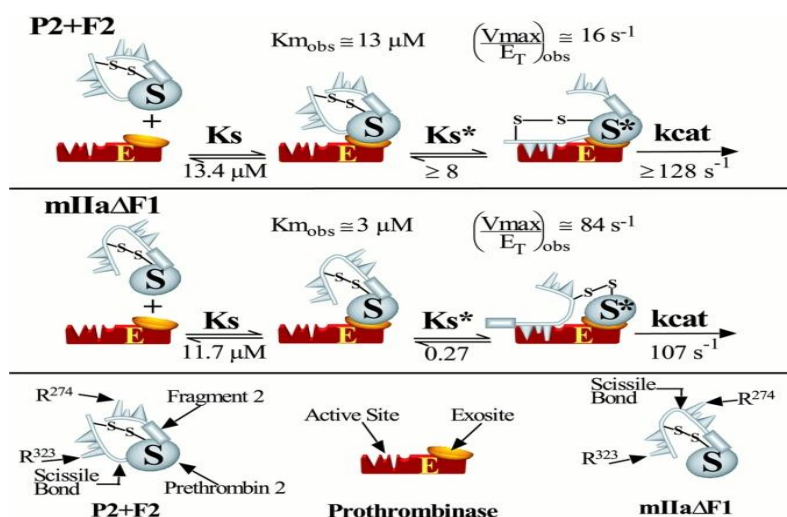 P2+F2
Km_obs ≅ 13 μM (Vmax/E_T)_obs ≅ 16 s⁻¹
S-S
S
+
E
Ks
13.4 μM
S-S
S
E
Ks*
≥ 8
S S
S*
E
kcat
≥128 s⁻¹
mIIaΔF1
Km_obs ≅ 3 μM (Vmax/E_T)_obs ≅ 84 s⁻¹
S-S
S
+
E
Ks
11.7 μM
S-S
S
E
Ks*
0.27
S S
S*
E
kcat
107 s⁻¹
R²⁷⁴
Fragment 2
S-S
S
R³²³
Scissile
Bond
Prethrombin 2
P2+F2
Active Site
Exosite
E
Prothrombinase
Scissile
Bond
R²⁷⁴
S-S
R³²³
S
mIIaΔF1